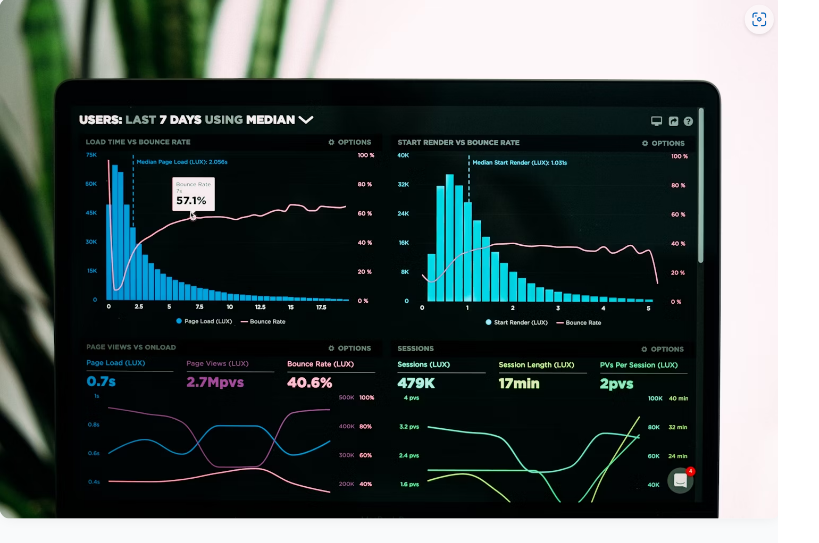 USERS: LAST 7 DAYS USING MEDIAN
LOAD TIME VS BOUNCE RATE
OPTIONS
75K
60K
45K
30K
15K
0
Median Page Load (LUX): 2.056s
Bounce Rate
7s
57.1%
100 %
80 %
60 %
40 %
20 %
0 %
0 2.5 5 7.5 10 12.5 15 17.5
Page Load (LUX) Bounce Rate
START RENDER VS BOUNCE RATE
OPTIONS
40K
32K
24K
16K
8K
0
Median Start Render (LUX): 1.031s
100 %
80 %
60 %
40 %
20 %
0 %
0 1 2 3 4 5
Start Render (LUX) Bounce Rate
PAGE VIEWS VS ONLOAD
OPTIONS
Page Load (LUX) Page Views (LUX) Bounce Rate (LUX)
0.7s 2.7Mpvs 40.6%
1s 500K 100%
0.8s 400K 80%
0.6s 300K 60%
0.4s 200K 40%
SESSIONS
OPTIONS
Sessions (LUX) Session Length (LUX) PVs Per Session (LUX)
479K 17min 2pvs
4 pvs 100K 40 min
3.2 pvs 80K 32 min
2.4 pvs 60K 24 min
1.6 pvs 40K
4